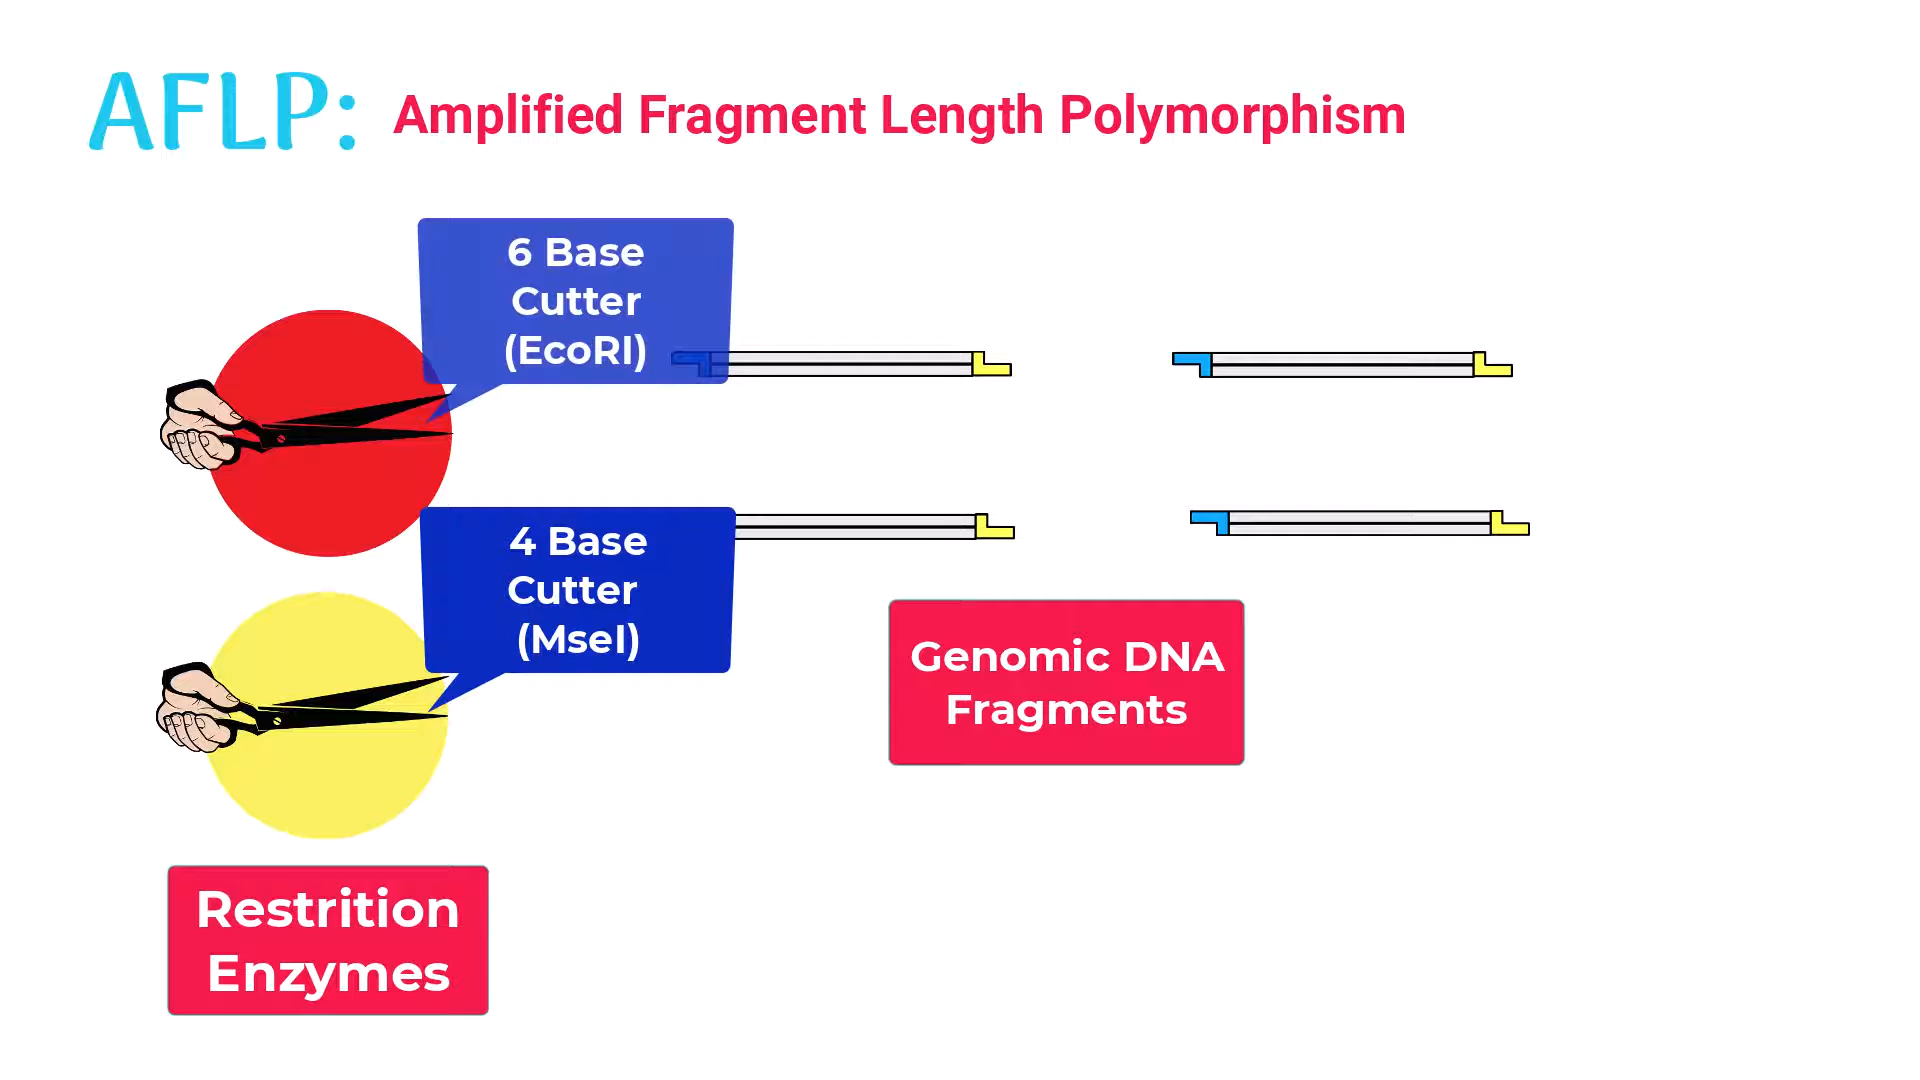 AFLP: Amplified Fragment Length Polymorphism
6 Base
Cutter
(EcoRI)
4 Base
Cutter
(MseI)
Genomic DNA
Fragments
Restrition
Enzymes